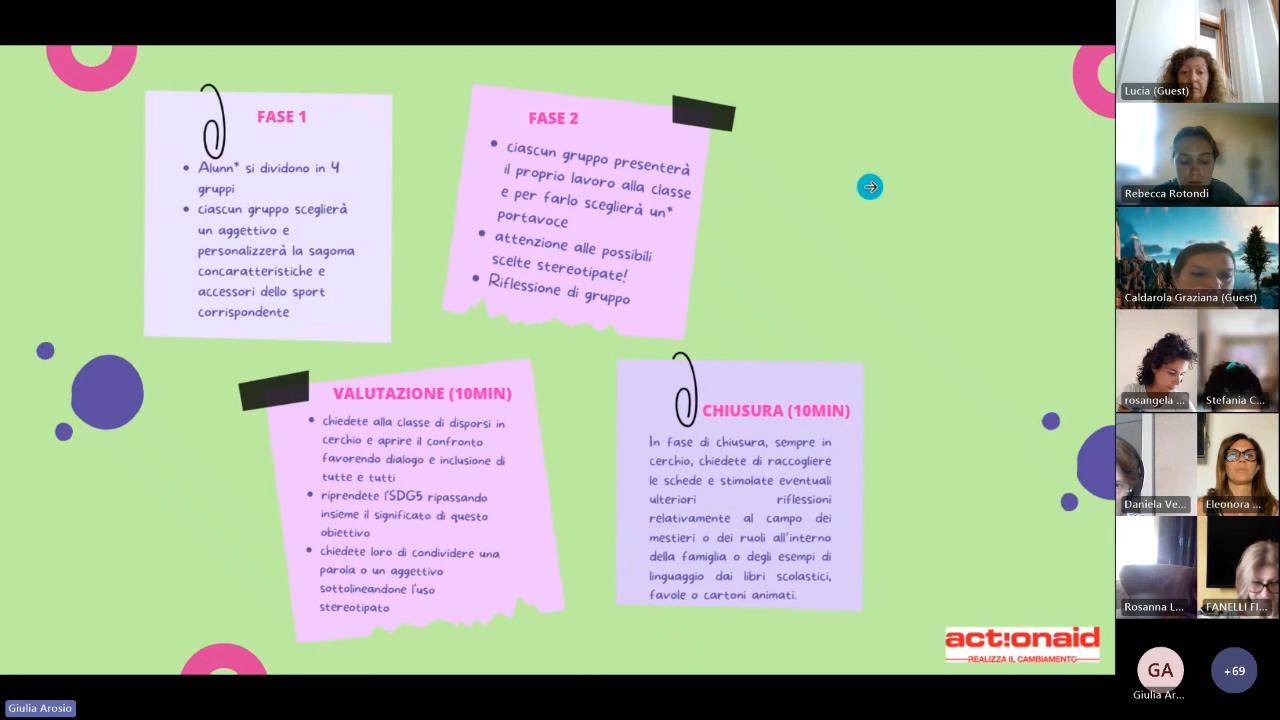 FASE 1
Alunn* si dividono in 4
gruppi
ciascun gruppo sceglierà
un aggettivo e
personalizzerà la sagoma
concaratteristiche e
accessori dello sport
corrispondente
FASE 2
ciascun gruppo presenterà
il proprio lavoro alla classe
e per farlo sceglierà un*
portavoce
attenzione alle possibili
scelte stereotipate!
Riflessione di gruppo
VALUTAZIONE (10MIN)
chiedete alla classe di disporsi in
cerchio e aprire il confronto
favorendo dialogo e inclusione di
tutte e tutti
riprendete l'SDG5 ripassando
insieme il significato di questo
obiettivo
chiedete loro di condividere una
parola o un aggettivo
sottolineandone l'uso
stereotipato
CHIUSURA (10MIN)
In fase di chiusura, sempre in
cerchio, chiedete di raccogliere
le schede e stimolate eventuali
ulteriori riflessioni
relativamente al campo dei
mestieri o dei ruoli all'interno
della famiglia o degli esempi di
linguaggio dai libri scolastici,
favole o cartoni animati.
act!onaid
REALIZZA IL CAMBIAMENTO
Giulia Arosio
Lucia (Guest)
Rebecca Rotondi
Caldarola Graziana (Guest)
rosangela ...
Stefania C...
Daniela Ve...
Eleonora ...
Rosanna L...
FANELLI FI...
GA
Giulia Ar...
+69